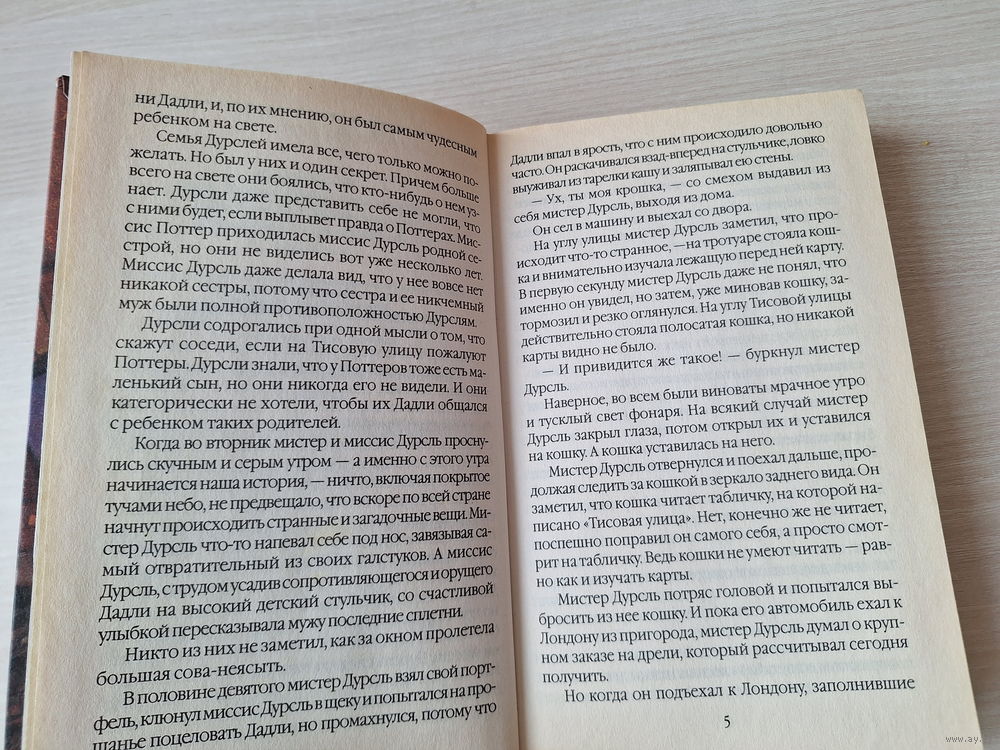 ни Дадли, и, по их мнению, он был самым чудесным
ребенком на свете.
Семья Дурслей имела все, чего только можно по-
желать. Но был у них и один секрет. Причем больше
всего на свете они боялись, что кто-нибудь о нем уз-
нает. Дурсли даже представить себе не могли, что
с ними будет, если выплывет правда о Поттерах. Мис-
сис Поттер приходилась миссис Дурсль родной се-
строй, но они не виделись вот уже несколько лет.
Миссис Дурсль даже делала вид, что у нее вовсе нет
никакой сестры, потому что сестра и ее никчемный
муж были полной противоположностью Дурслям.
Дурсли содрогались при одной мысли о том, что
скажут соседи, если на Тисовую улицу пожалуют
Поттеры. Дурсли знали, что у Поттеров тоже есть ма-
ленький сын, но они никогда его не видели. И они
категорически не хотели, чтобы их Дадли общался
с ребенком таких родителей.
Когда во вторник мистер и миссис Дурсль просну-
лись скучным и серым утром — а именно с этого утра
начинается наша история, — ничто, включая покрытое
тучами небо, не предвещало, что вскоре по всей стране
начнут происходить странные и загадочные вещи. Ми-
стер Дурсль что-то напевал себе под нос, завязывая са-
мый отвратительный из своих галстуков. А миссис
Дурсль, с трудом усадив сопротивляющегося и орущего
Дадли на высокий детский стульчик, со счастливой
улыбкой пересказывала мужу последние сплетни.
Никто из них не заметил, как за окном пролетела
большая сова-неясыть.
В половине девятого мистер Дурсль взял свой порт-
фель, клюнул миссис Дурсль в щеку и попытался на про-
щанье поцеловать Дадли, но промахнулся, потому что
Дадли впал в ярость, что с ним происходило довольно
часто. Он раскачивался взад-вперед на стульчике, ловко
выуживал из тарелки кашу и заляпывал ею стены.
— Ух, ты моя крошка, — со смехом выдавил из
себя мистер Дурсль, выходя из дома.
Он сел в машину и выехал со двора.
На углу улицы мистер Дурсль заметил, что про-
исходит что-то странное, — на тротуаре стояла кош-
ка и внимательно изучала лежащую перед ней карту.
В первую секунду мистер Дурсль даже не понял, что
именно он увидел, но затем, уже миновав кошку, за-
тормозил и резко оглянулся. На углу Тисовой улицы
действительно стояла полосатая кошка, но никакой
карты видно не было.
— И привидится же такое! — буркнул мистер
Дурсль.
Наверное, во всем были виноваты мрачное утро
и тусклый свет фонаря. На всякий случай мистер
Дурсль закрыл глаза, потом открыл их и уставился
на кошку. А кошка уставилась на него.
Мистер Дурсль отвернулся и поехал дальше, про-
должая следить за кошкой в зеркало заднего вида. Он
заметил, что кошка читает табличку, на которой на-
писано «Тисовая улица». Нет, конечно же не читает,
поспешно поправил он самого себя, а просто смот-
рит на табличку. Ведь кошки не умеют читать — рав-
но как и изучать карты.
Мистер Дурсль потряс головой и попытался вы-
бросить из нее кошку. И пока его автомобиль ехал к
Лондону из пригорода, мистер Дурсль думал о круп-
ном заказе на дрели, который рассчитывал сегодня
получить.
Но когда он подъехал к Лондону, заполнившие
5